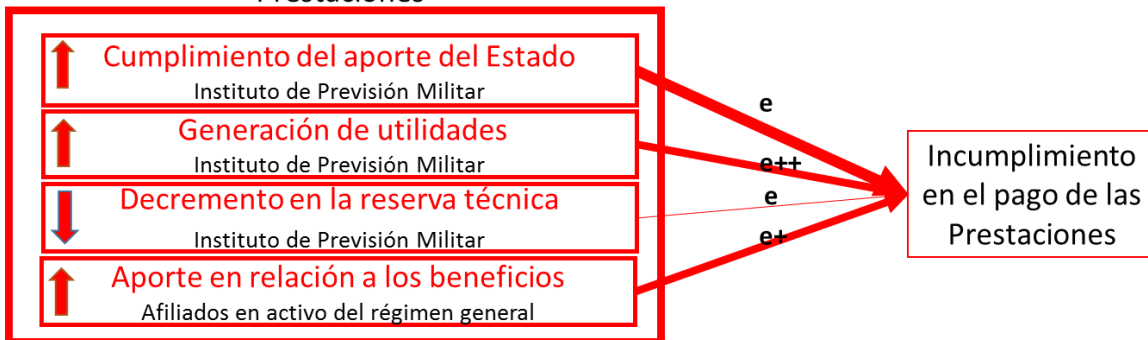 Prestaciones
Cumplimiento del aporte del Estado
Instituto de Previsión Militar
e
Generación de utilidades
Instituto de Previsión Militar
e++
Decremento en la reserva técnica
Instituto de Previsión Militar
e
Aporte en relación a los beneficios
Afiliados en activo del régimen general
e+
Incumplimiento
en el pago de las
Prestaciones